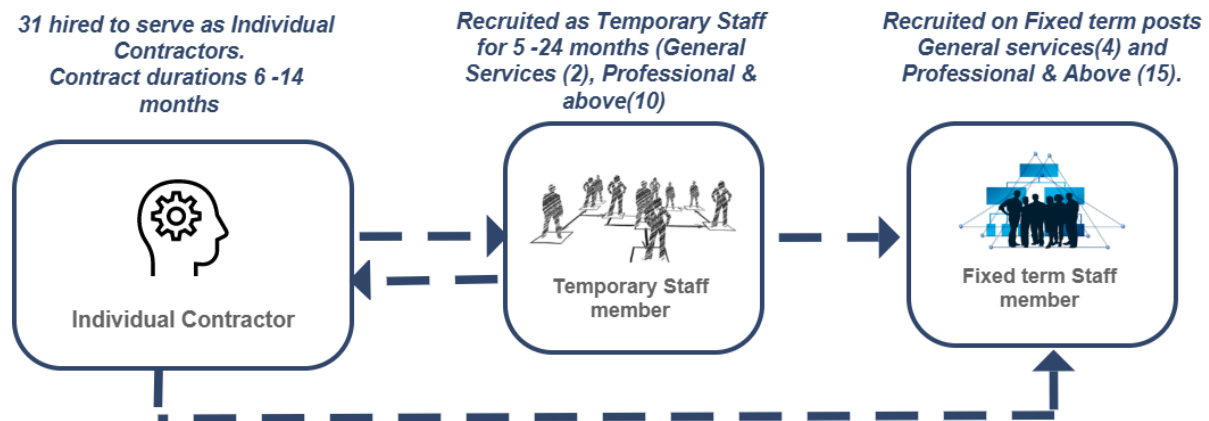 31 hired to serve as Individual
Contractors.
Contract durations 6 -14
months
Recruited as Temporary Staff
for 5 -24 months (General
Services (2), Professional &
above(10)
Recruited on Fixed term posts
General services(4) and
Professional & Above (15).
Individual Contractor
Temporary Staff
member
Fixed term Staff
member